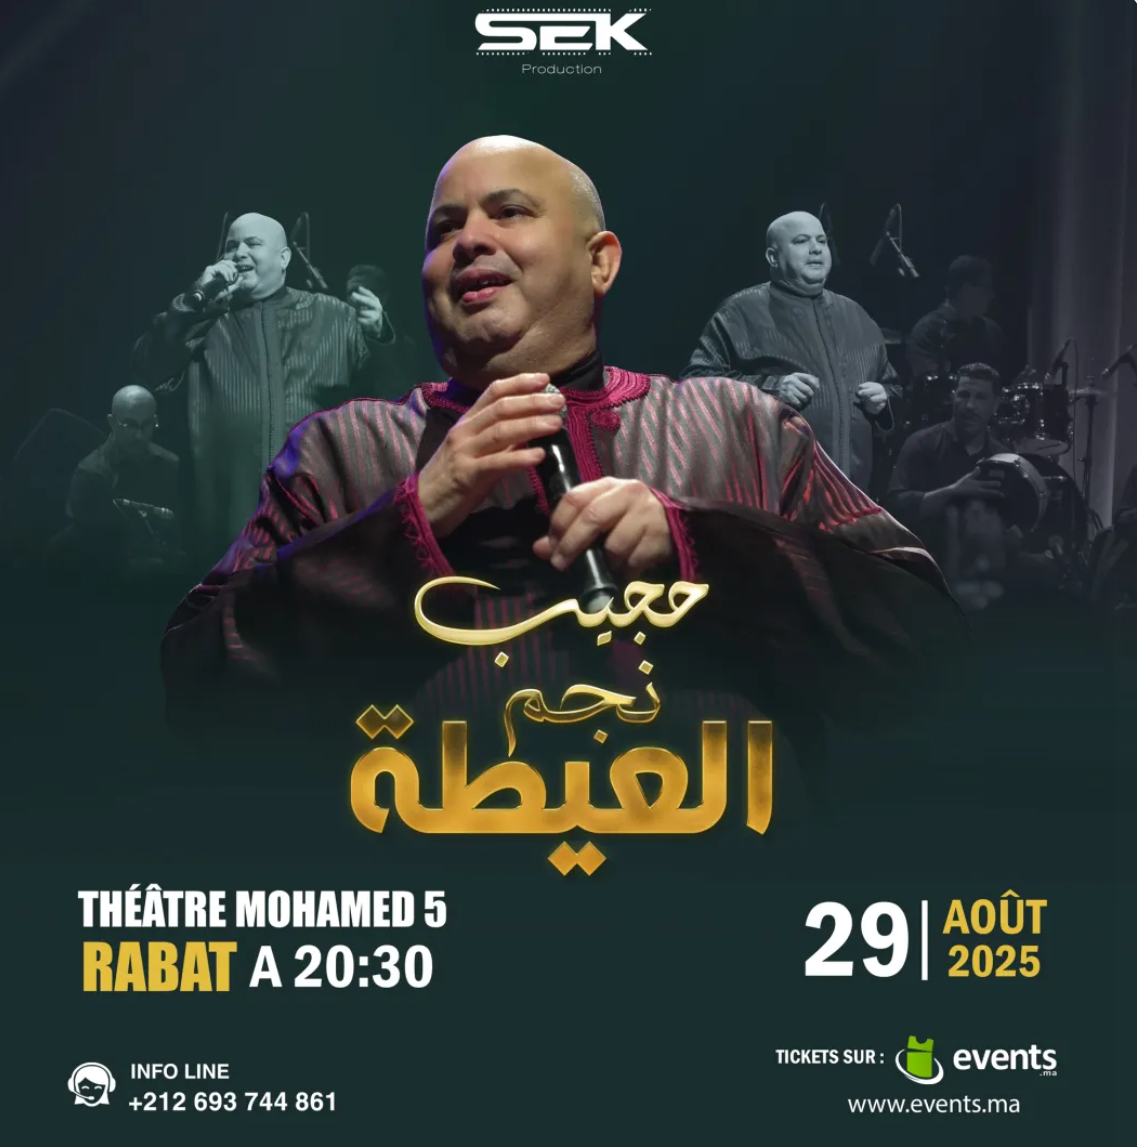 SEK
Production
حجيب
نجم
العيطة
THÉÂTRE MOHAMED 5
RABAT A 20:30
29 AOÛT 2025
INFO LINE
+212 693 744 861
TICKETS SUR : events .ma
www.events.ma